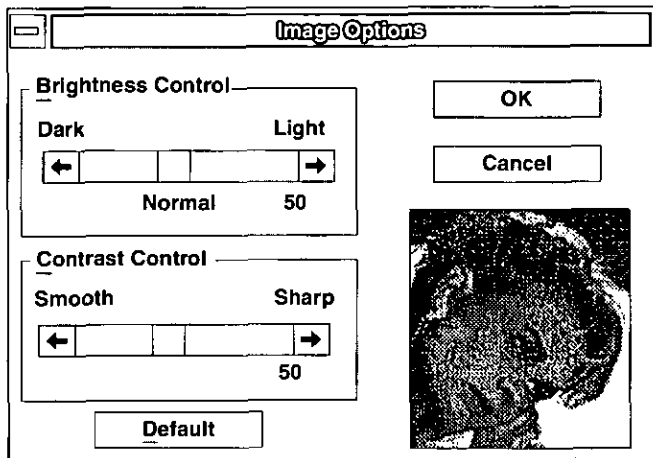 Image Options
Brightness Control
Dark Light
Normal 50
Contrast Control
Smooth Sharp
50
Default
OK
Cancel